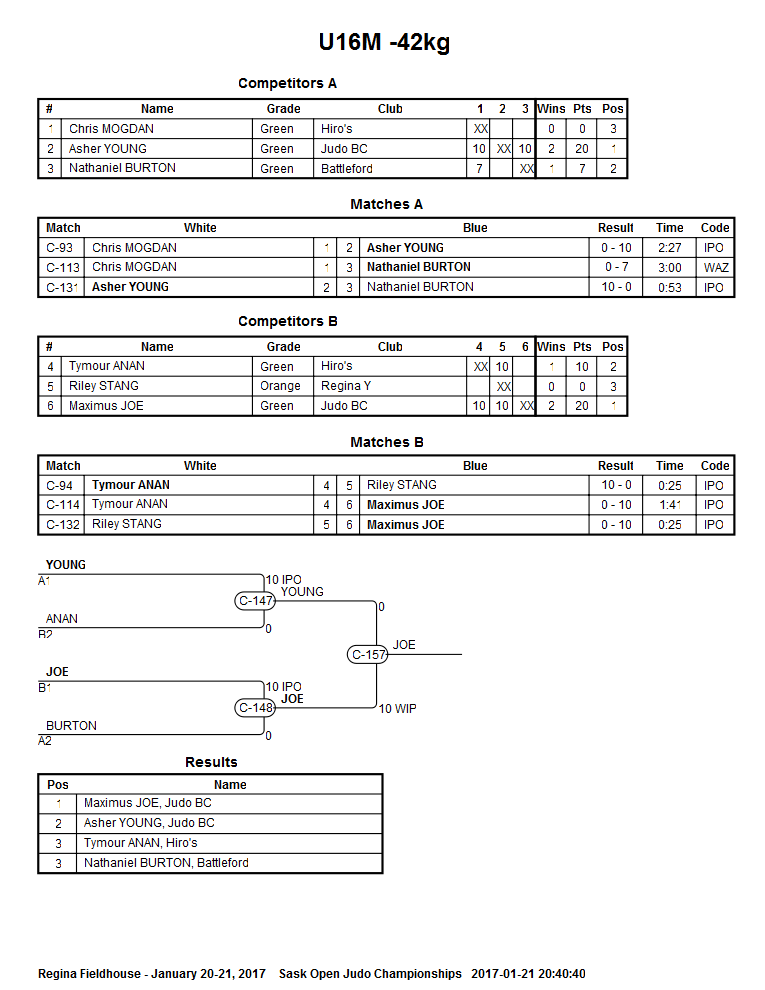 U16M -42kg
Competitors A
# Name Grade Club 1 2 3 Wins Pts Pos
1 Chris MOGDAN Green Hiro's XX 0 0 3
2 Asher YOUNG Green Judo BC 10 XX 10 2 20 1
3 Nathaniel BURTON Green Battleford 7 XX 1 7 2
Matches A
Match White Blue Result Time Code
C-93 Chris MOGDAN 1 2 Asher YOUNG 0 - 10 2:27 IPO
C-113 Chris MOGDAN 1 3 Nathaniel BURTON 0 - 7 3:00 WAZ
C-131 Asher YOUNG 2 3 Nathaniel BURTON 10 - 0 0:53 IPO
Competitors B
# Name Grade Club 4 5 6 Wins Pts Pos
4 Tymour ANAN Green Hiro's XX 10 1 10 2
5 Riley STANG Orange Regina Y XX 0 0 3
6 Maximus JOE Green Judo BC 10 10 XX 2 20 1
Matches B
Match White Blue Result Time Code
C-94 Tymour ANAN 4 5 Riley STANG 10 - 0 0:25 IPO
C-114 Tymour ANAN 4 6 Maximus JOE 0 - 10 1:41 IPO
C-132 Riley STANG 5 6 Maximus JOE 0 - 10 0:25 IPO
YOUNG
A1 10 IPO
C-147 YOUNG
0
ANAN
B2 0
C-157 JOE
JOE
B1 10 IPO
C-148 JOE
10 WIP
BURTON
A2 0
Results
Pos Name
1 Maximus JOE, Judo BC
2 Asher YOUNG, Judo BC
3 Tymour ANAN, Hiro's
3 Nathaniel BURTON, Battleford
Regina Fieldhouse - January 20-21, 2017 Sask Open Judo Championships 2017-01-21 20:40:40